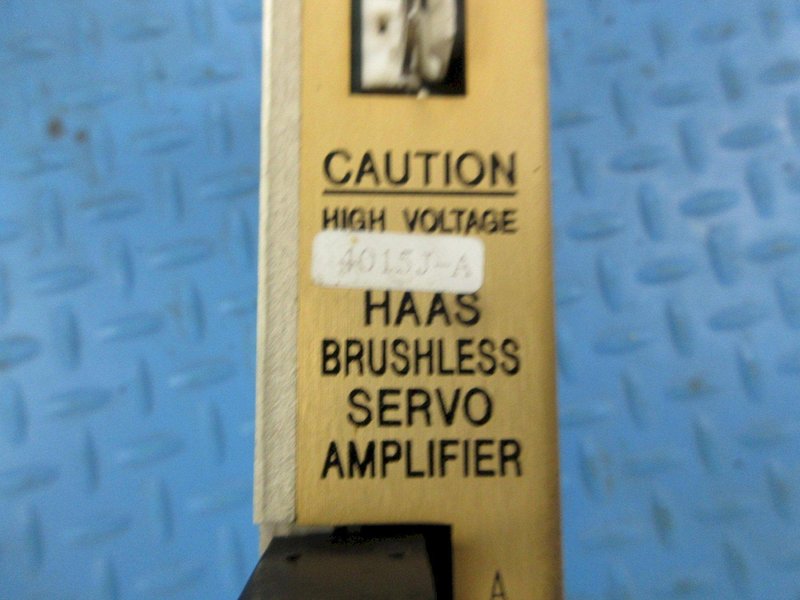 CAUTION
HIGH VOLTAGE
4015J-A
HAAS
BRUSHLESS
SERVO
AMPLIFIER
A